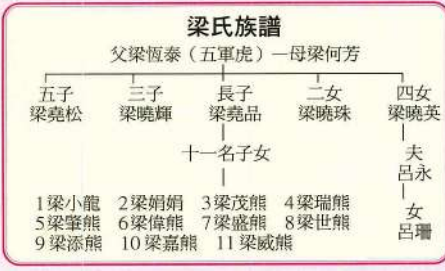 梁氏族譜
父梁恆泰（五軍虎）—母梁何芳
五子 三子 長子 二女 四女
梁堯松 梁曉輝 梁堯品 梁曉珠 梁曉英
十一名子女 夫
呂永
1梁小龍 2梁娟娟 3梁茂熊 4梁瑞熊
5梁肇熊 6梁偉熊 7梁盛熊 8梁世熊 女
9梁添熊 10梁嘉熊 11梁威熊 呂珊